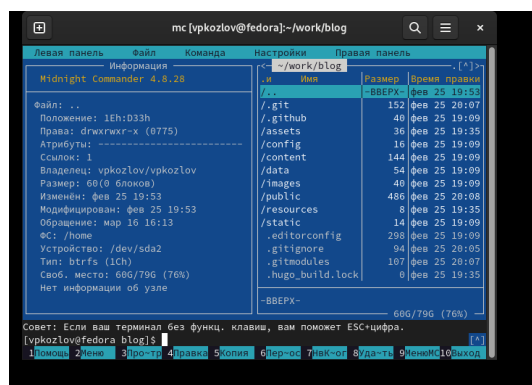 mc [vpkozlov@fedora]:~/work/blog
Левая панель Файл Команда Настройки Правая панель
Информация
Midnight Commander 4.8.28
Файл: ..
Положение: 1Eh:D33h
Права: drwxrwxr-x (0775)
Атрибуты: ------------------------
Ссылок: 1
Владелец: vpkozlov/vpkozlov
Размер: 60(0 блоков)
Изменён: фев 25 19:53
Модифицирован: фев 25 19:53
Обращение: мар 16 16:13
ФС: /home
Устройство: /dev/sda2
Тип: btrfs (1Ch)
Своб. место: 60G/79G (76%)
Нет информации об узле
<─ ~/work/blog .[^]>
.и Имя Размер Время правки
/.. -ВВЕРХ- фев 25 19:53
/.git 152 фев 25 20:07
/.github 40 фев 25 19:09
/assets 36 фев 25 19:35
/config 16 фев 25 19:09
/content 144 фев 25 19:09
/data 54 фев 25 19:09
/images 40 фев 25 19:09
/public 486 фев 25 20:08
/resources 8 фев 25 19:35
/static 14 фев 25 19:09
.editorconfig 298 фев 25 19:09
.gitignore 94 фев 25 20:05
.gitmodules 107 фев 25 20:07
.hugo_build.lock 0 фев 25 19:35
-ВВЕРХ-
60G/79G (76%)
Совет: Если ваш терминал без функц. клавиш, вам поможет ESC+цифра.
[vpkozlov@fedora blog]$ [^]
1Помощь 2Меню 3Про~тр 4Правка 5Копия 6Пер~ос 7НвК~ог 8Уда~ть 9МенюMC 10Выход